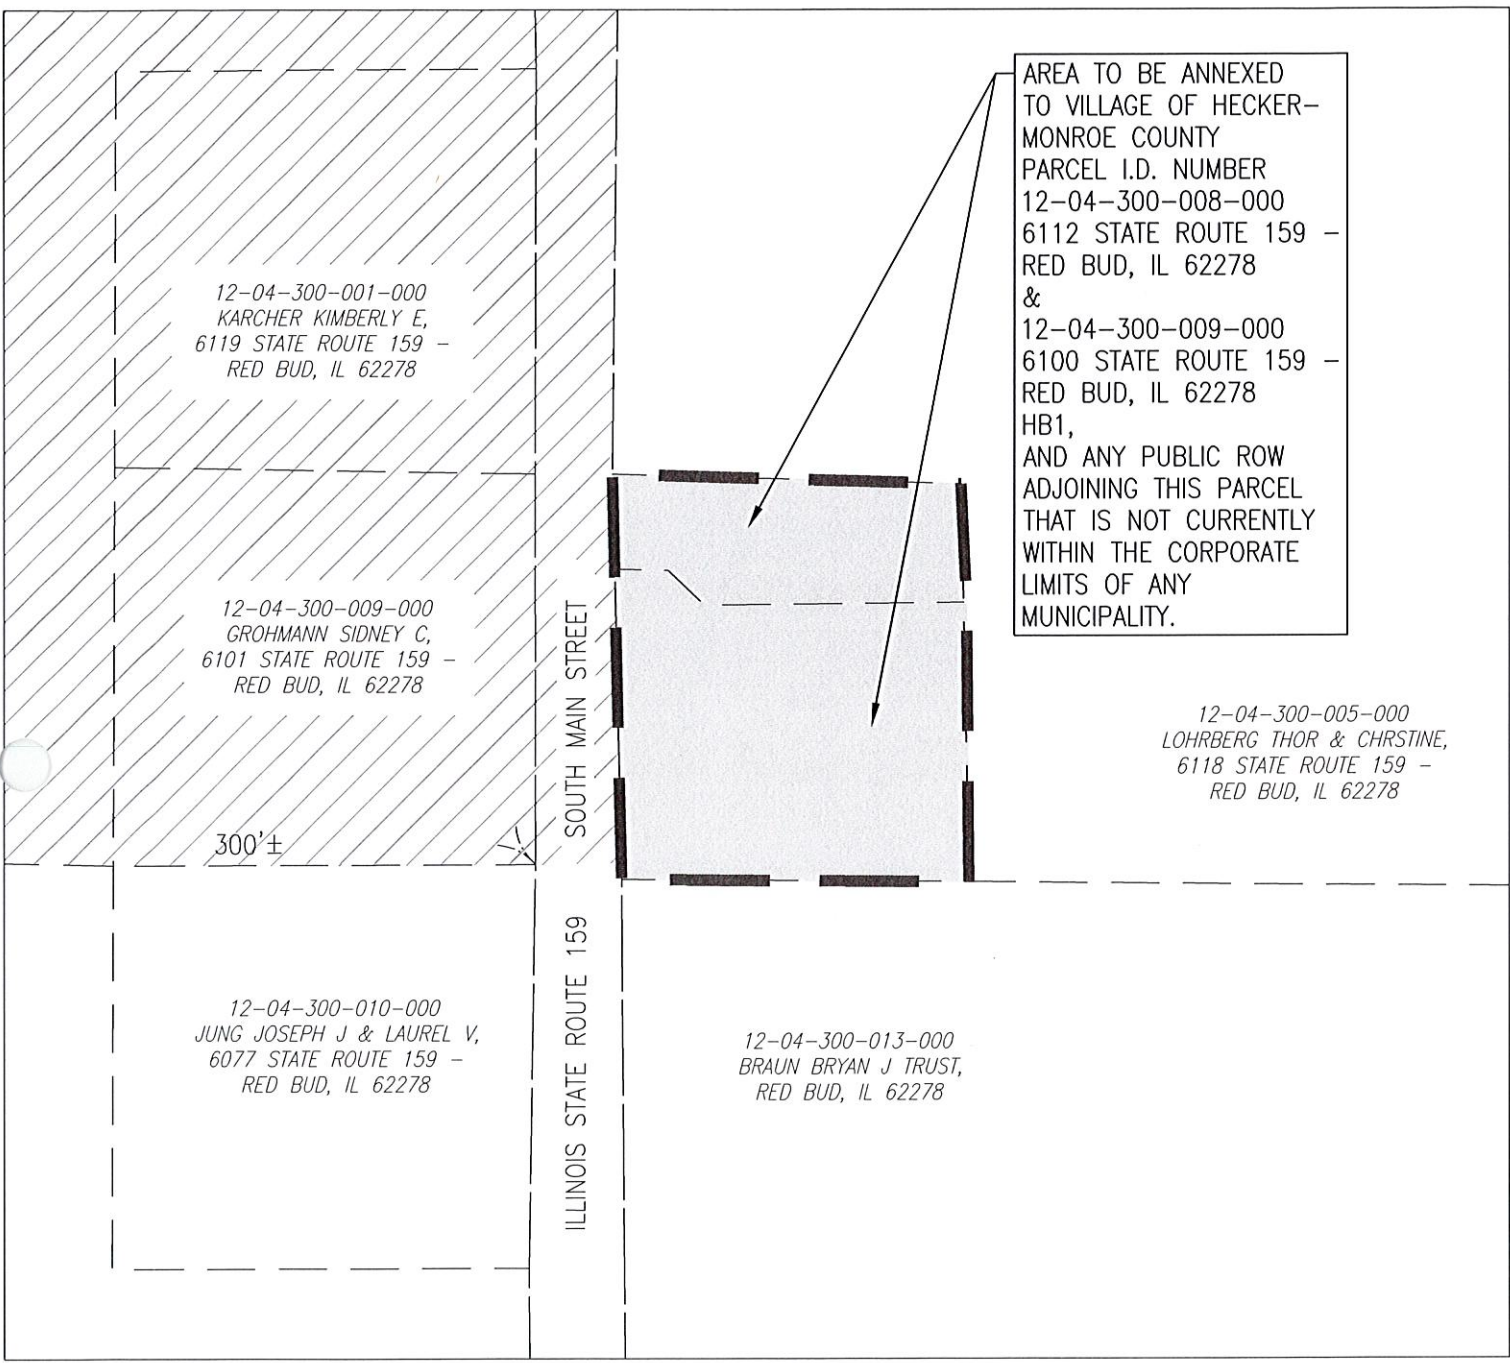 AREA TO BE ANNEXED
TO VILLAGE OF HECKER-
MONROE COUNTY
PARCEL I.D. NUMBER
12-04-300-008-000
6112 STATE ROUTE 159 -
RED BUD, IL 62278
&
12-04-300-009-000
6100 STATE ROUTE 159 -
RED BUD, IL 62278
HB1,
AND ANY PUBLIC ROW
ADJOINING THIS PARCEL
THAT IS NOT CURRENTLY
WITHIN THE CORPORATE
LIMITS OF ANY
MUNICIPALITY.
12-04-300-001-000
KARCHER KIMBERLY E,
6119 STATE ROUTE 159 -
RED BUD, IL 62278
12-04-300-009-000
GROHMANN SIDNEY C,
6101 STATE ROUTE 159 -
RED BUD, IL 62278
SOUTH MAIN STREET
12-04-300-005-000
LOHRBERG THOR & CHRSTINE,
6118 STATE ROUTE 159 -
RED BUD, IL 62278
300'±
ILLINOIS STATE ROUTE 159
12-04-300-010-000
JUNG JOSEPH J & LAUREL V,
6077 STATE ROUTE 159 -
RED BUD, IL 62278
12-04-300-013-000
BRAUN BRYAN J TRUST,
RED BUD, IL 62278